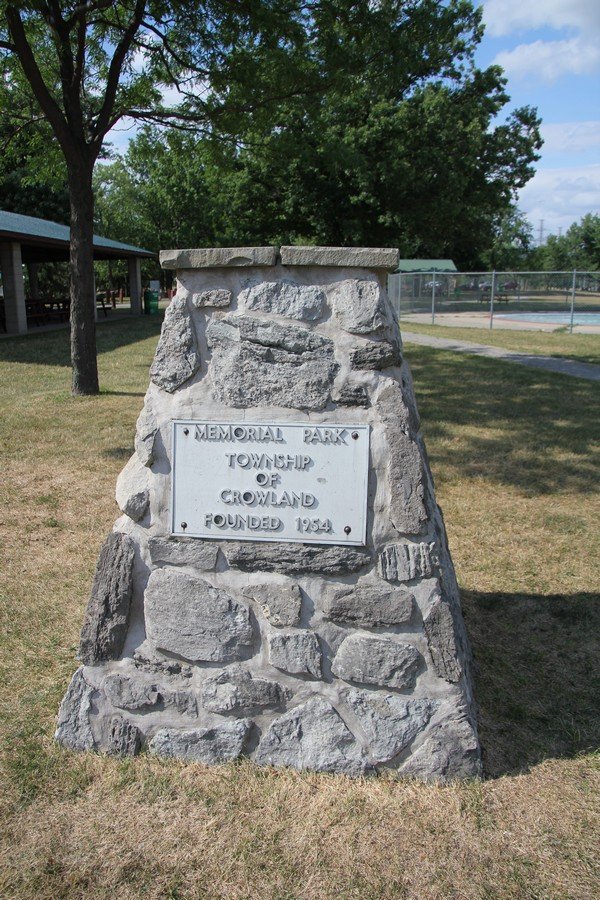 MEMORIAL PARK
TOWNSHIP
OF
CROWLAND
FOUNDED 1954